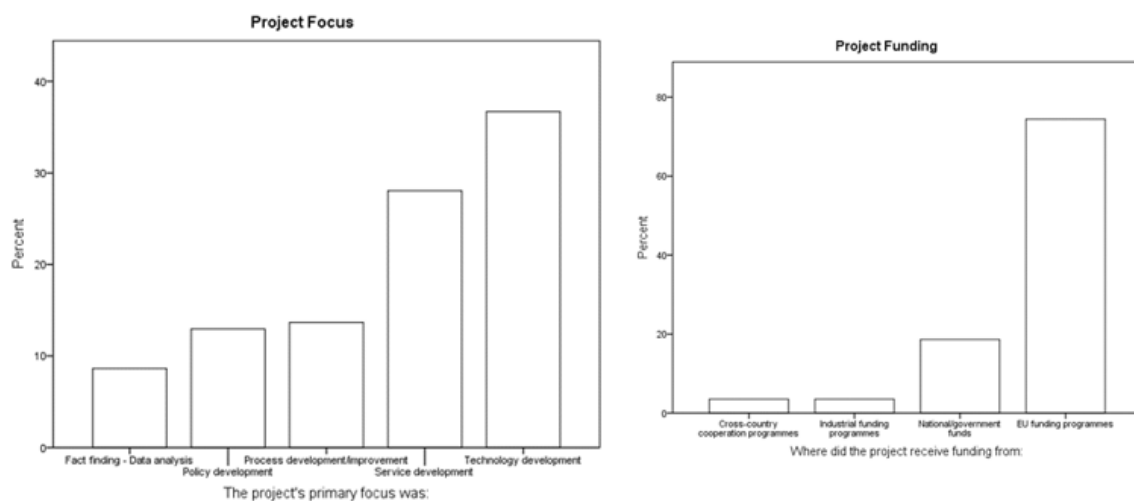 Project Focus
Percent
40
30
20
10
0
Fact finding - Data analysis
Policy development
Process development/improvement
Service development
Technology development
The project's primary focus was:
Project Funding
Percent
80
60
40
20
0
Cross-country
cooperation programmes
Industrial funding
programmes
National/government
funds
EU funding programmes
Where did the project receive funding from: